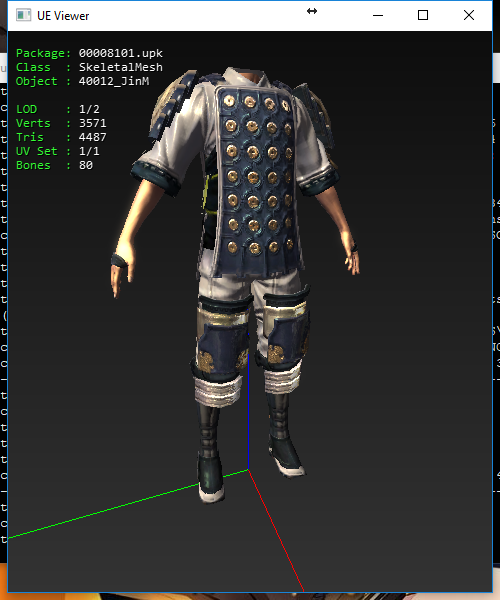 UE Viewer
Package: 00008101.upk
Class  : SkeletalMesh
Object : 40012_JinM
LOD    : 1/2
Verts  : 3571
Tris   : 4487
UV Set : 1/1
Bones  : 80